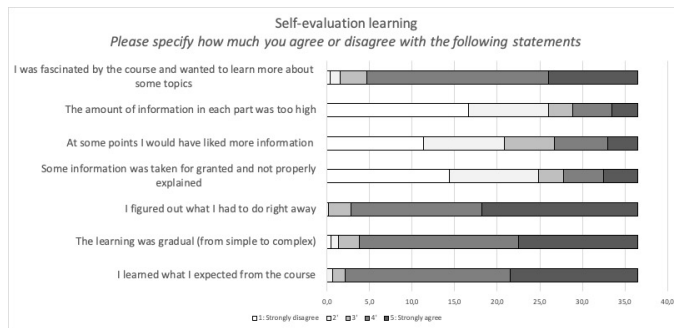 Self-evaluation learning
Please specify how much you agree or disagree with the following statements
I was fascinated by the course and wanted to learn more about
some topics
The amount of information in each part was too high
At some points I would have liked more information
Some information was taken for granted and not properly
explained
I figured out what I had to do right away
The learning was gradual (from simple to complex)
I learned what I expected from the course
0,0 5,0 10,0 15,0 20,0 25,0 30,0 35,0 40,0
1: Strongly disagree 2' 3' 4' 5: Strongly agree